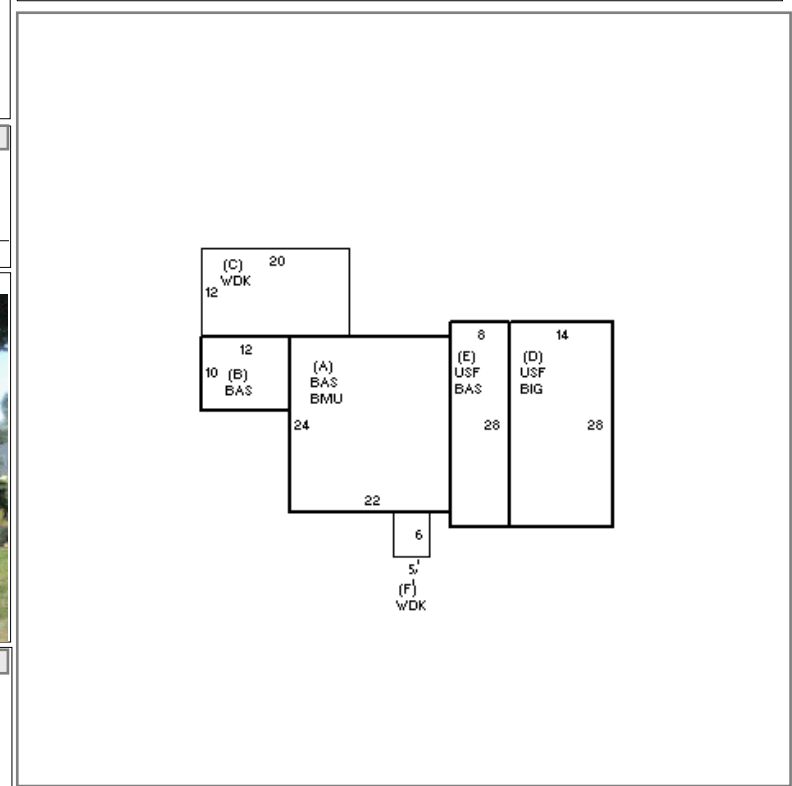 (C) 20
WDK
12
12
10 (B)
BAS
(A)
BAS
BMU
24
22
8
(E)
USF
BAS
28
14
(D)
USF
BIG
28
6
5
(F)
WDK